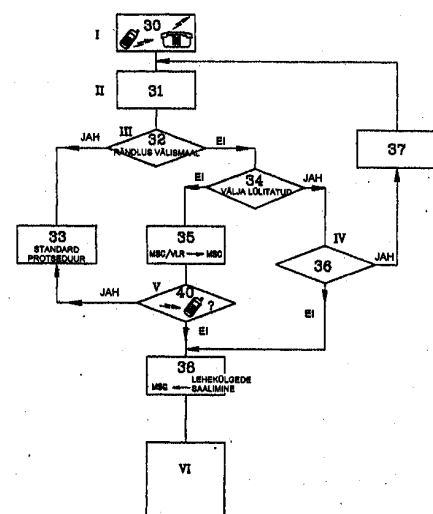 I
30
II
31
III
32
RÄNDLUS VÄLISMAAL
JAH
EI
34
VÄLJA LÜLITATUD
EI
JAH
37
33
STANDARD
PROTSEDUUR
35
MSC/VLR → MSC
IV
36
JAH
EI
V
40
?
JAH
EI
38
MSC ← LEHEKÜLGEDE
SAALIMINE
VI